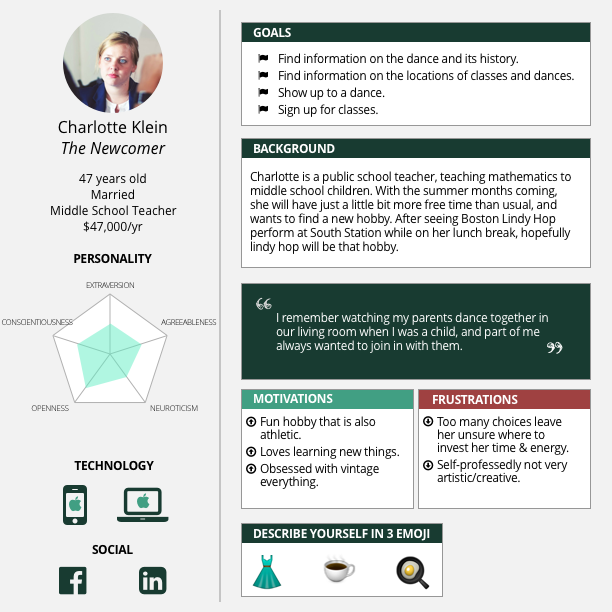 Charlotte Klein
The Newcomer
47 years old
Married
Middle School Teacher
$47,000/yr
PERSONALITY
EXTRAVERSION
CONSCIENTIOUSNESS
AGREEABLENESS
OPENNESS
NEUROTICISM
TECHNOLOGY
SOCIAL
GOALS
Find information on the dance and its history.
Find information on the locations of classes and dances.
Show up to a dance.
Sign up for classes.
BACKGROUND
Charlotte is a public school teacher, teaching mathematics to
middle school children. With the summer months coming,
she will have just a little bit more free time than usual, and
wants to find a new hobby. After seeing Boston Lindy Hop
perform at South Station while on her lunch break, hopefully
lindy hop will be that hobby.
“
I remember watching my parents dance together in
our living room when I was a child, and part of me
always wanted to join in with them.
”
MOTIVATIONS
Fun hobby that is also
athletic.
Loves learning new things.
Obsessed with vintage
everything.
FRUSTRATIONS
Too many choices leave
her unsure where to
invest her time & energy.
Self-professedly not very
artistic/creative.
DESCRIBE YOURSELF IN 3 EMOJI